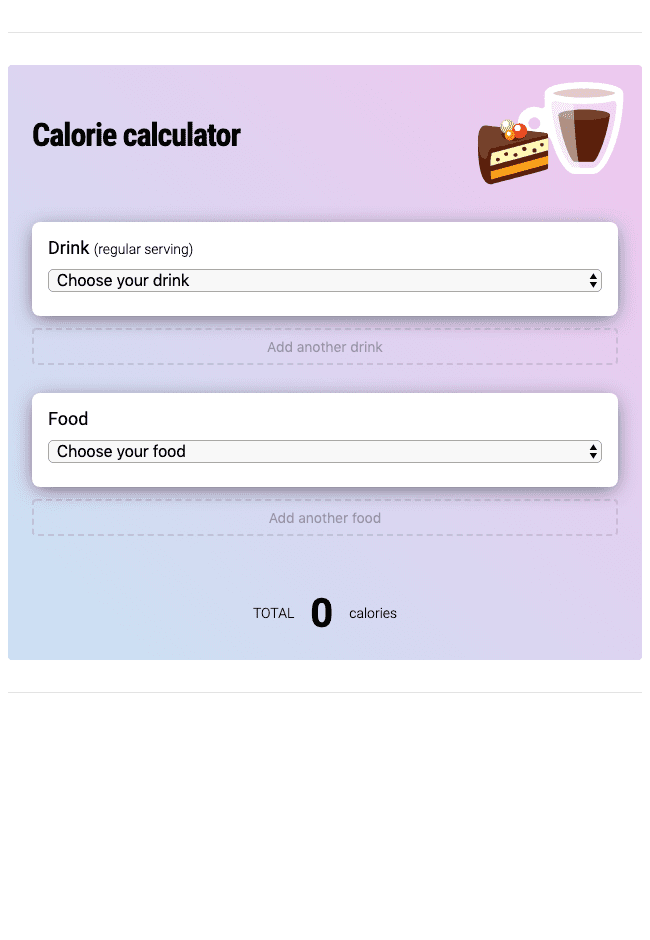 Calorie calculator
Drink (regular serving)
Choose your drink
Add another drink
Food
Choose your food
Add another food
TOTAL 0 calories